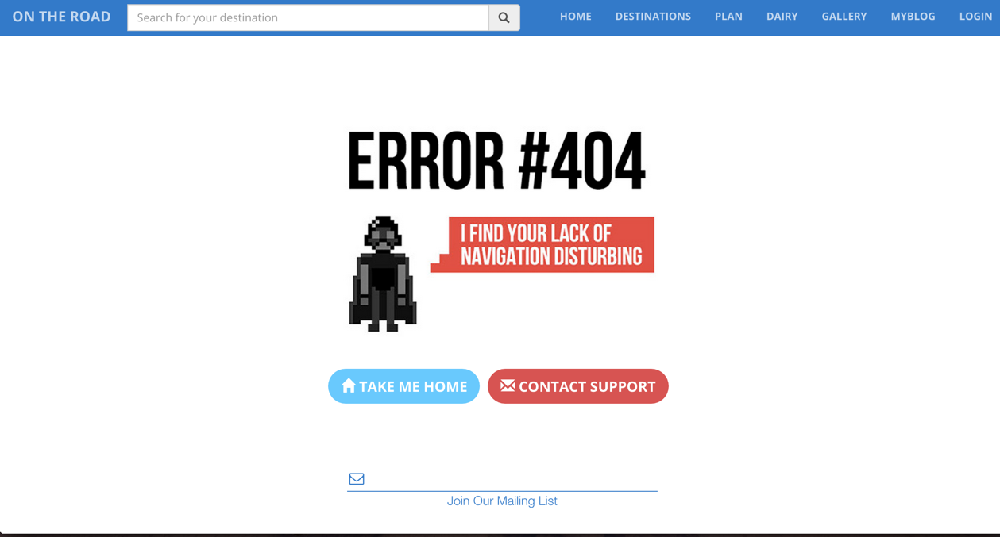 ON THE ROAD
Search for your destination
HOME DESTINATIONS PLAN DAIRY GALLERY MYBLOG LOGIN
ERROR #404
I FIND YOUR LACK OF
NAVIGATION DISTURBING
TAKE ME HOME
CONTACT SUPPORT
Join Our Mailing List